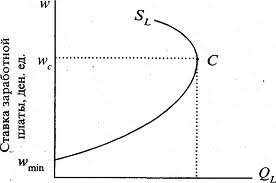 w
Ставка заработной
платы, ден. ед.
S_L
w_c
C
w_min
Q_L